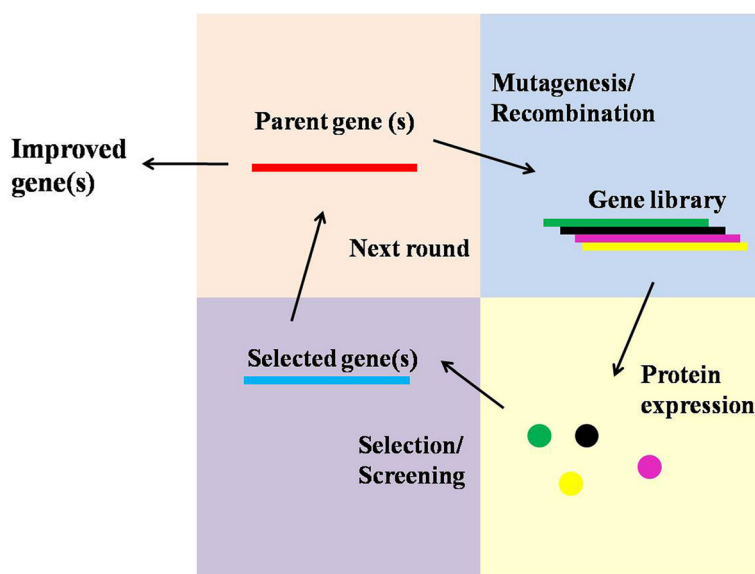 Parent gene (s)
Mutagenesis/
Recombination
Improved
gene(s)
Gene library
Next round
Selected gene(s)
Protein
expression
Selection/
Screening